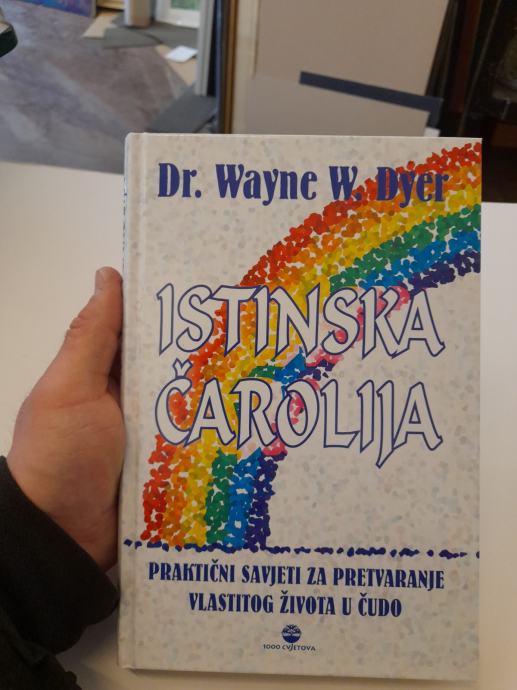 Dr. Wayne W. Dyer
ISTINSKA
ČAROLIJA
PRAKTIČNI SAVJETI ZA PRETVARANJE
VLASTITOG ŽIVOTA U ČUDO
1000 CVJETOVA